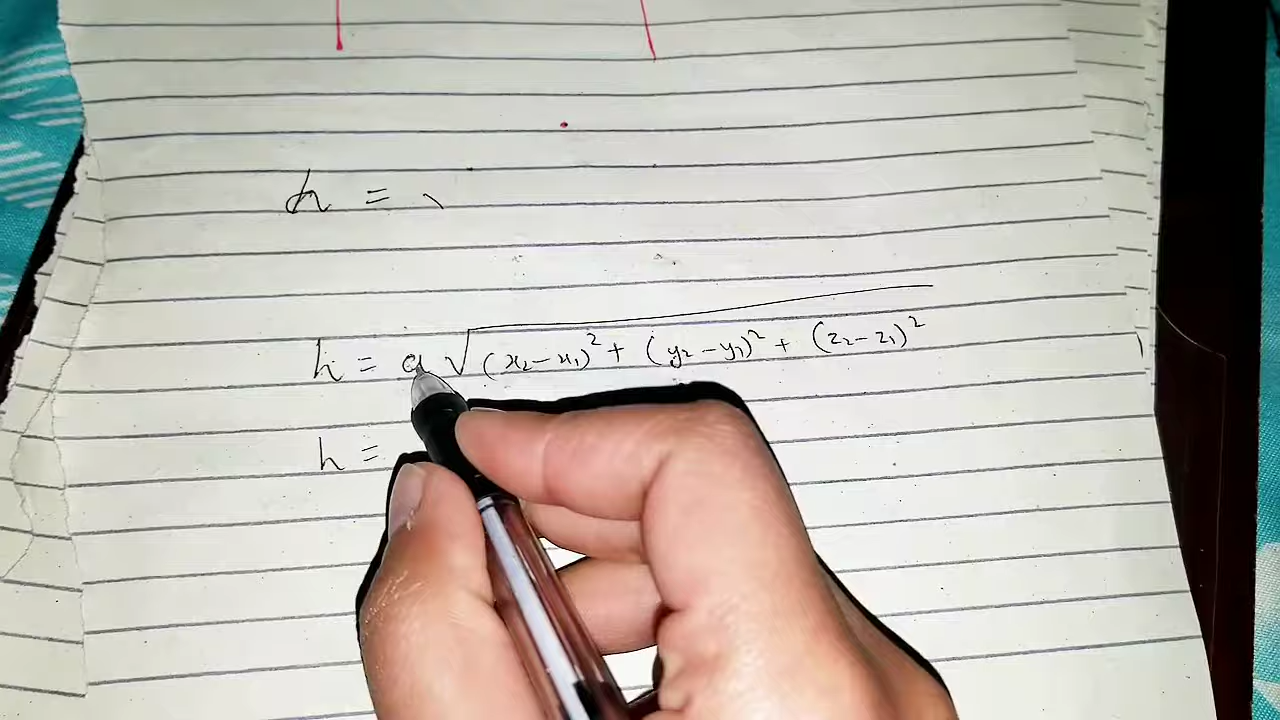 h =
h = a √(x₂-x₁)² + (y₂-y₁)² + (z₂-z₁)²
h =